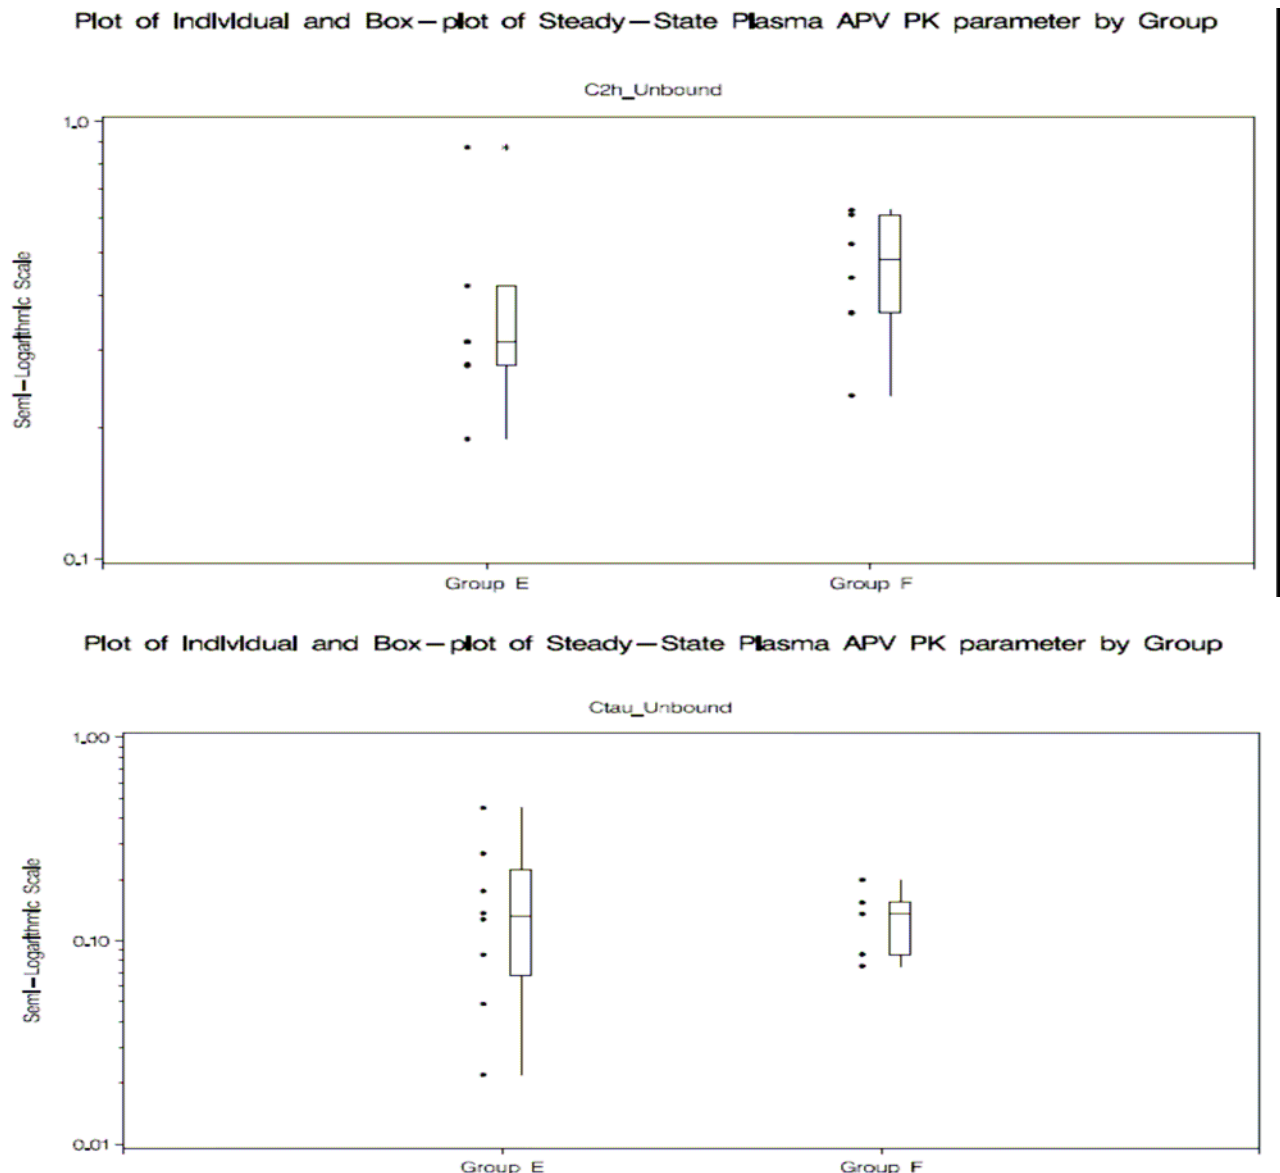 Plot of Individual and Box-plot of Steady-State Plasma APV PK parameter by Group
C2h_Unbound
1.0
Semi-Logarithmic Scale
0.1
Group E Group F
Plot of Individual and Box-plot of Steady-State Plasma APV PK parameter by Group
Ctau_Unbound
1.00
Semi-Logarithmic Scale
0.10
0.01
Group E Group F